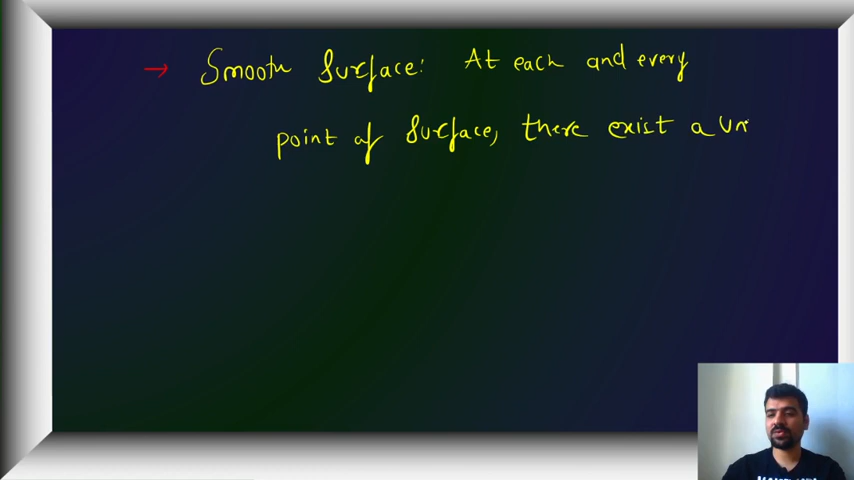 → Smooth Surface: At each and every
point of Surface, there exist a un